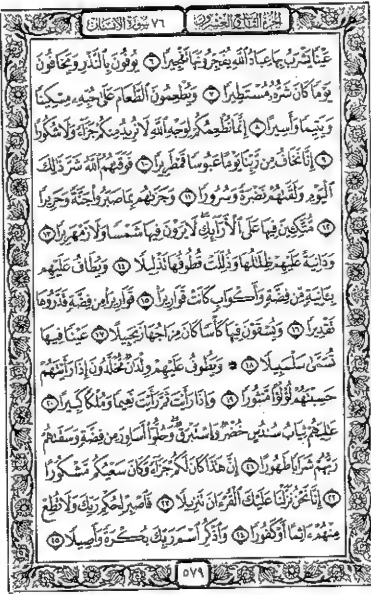 الجزء التاسع والعشرون ٧٦ سورة الإنسان
عَيْنًا يَشْرَبُ بِهَا عِبَادُ اللَّهِ يُفَجِّرُونَهَا تَفْجِيرًا ٦ يُوفُونَ بِالنَّذْرِ وَيَخَافُونَ
يَوْمًا كَانَ شَرُّهُ مُسْتَطِيرًا ٧ وَيُطْعِمُونَ الطَّعَامَ عَلَىٰ حُبِّهِ مِسْكِينًا
وَيَتِيمًا وَأَسِيرًا ٨ إِنَّمَا نُطْعِمُكُمْ لِوَجْهِ اللَّهِ لَا نُرِيدُ مِنكُمْ جَزَاءً وَلَا شُكُورًا
٩ إِنَّا نَخَافُ مِن رَّبِّنَا يَوْمًا عَبُوسًا قَمْطَرِيرًا ١٠ فَوَقَاهُمُ اللَّهُ شَرَّ ذَٰلِكَ
الْيَوْمِ وَلَقَّاهُمْ نَضْرَةً وَسُرُورًا ١١ وَجَزَاهُم بِمَا صَبَرُوا جَنَّةً وَحَرِيرًا
١٢ مُّتَّكِئِينَ فِيهَا عَلَى الْأَرَائِكِ ۖ لَا يَرَوْنَ فِيهَا شَمْسًا وَلَا زَمْهَرِيرًا ١٣
وَدَانِيَةً عَلَيْهِمْ ظِلَالُهَا وَذُلِّلَتْ قُطُوفُهَا تَذْلِيلًا ١٤ وَيُطَافُ عَلَيْهِم
بِآنِيَةٍ مِّن فِضَّةٍ وَأَكْوَابٍ كَانَتْ قَوَارِيرَا ١٥ قَوَارِيرَا مِن فِضَّةٍ قَدَّرُوهَا
تَقْدِيرًا ١٦ وَيُسْقَوْنَ فِيهَا كَأْسًا كَانَ مِزَاجُهَا زَنجَبِيلًا ١٧ عَيْنًا فِيهَا
تُسَمَّىٰ سَلْسَبِيلًا ١٨ ۞ وَيَطُوفُ عَلَيْهِمْ وِلْدَانٌ مُّخَلَّدُونَ إِذَا رَأَيْتَهُمْ
حَسِبْتَهُمْ لُؤْلُؤًا مَّنثُورًا ١٩ وَإِذَا رَأَيْتَ ثَمَّ رَأَيْتَ نَعِيمًا وَمُلْكًا كَبِيرًا ٢٠
عَالِيَهُمْ ثِيَابُ سُندُسٍ خُضْرٌ وَإِسْتَبْرَقٌ ۖ وَحُلُّوا أَسَاوِرَ مِن فِضَّةٍ وَسَقَاهُمْ
رَبُّهُمْ شَرَابًا طَهُورًا ٢١ إِنَّ هَٰذَا كَانَ لَكُمْ جَزَاءً وَكَانَ سَعْيُكُم مَّشْكُورًا
٢٢ إِنَّا نَحْنُ نَزَّلْنَا عَلَيْكَ الْقُرْآنَ تَنزِيلًا ٢٣ فَاصْبِرْ لِحُكْمِ رَبِّكَ وَلَا تُطِعْ
مِنْهُمْ آثِمًا أَوْ كَفُورًا ٢٤ وَاذْكُرِ اسْمَ رَبِّكَ بُكْرَةً وَأَصِيلًا ٢٥
٥٧٩